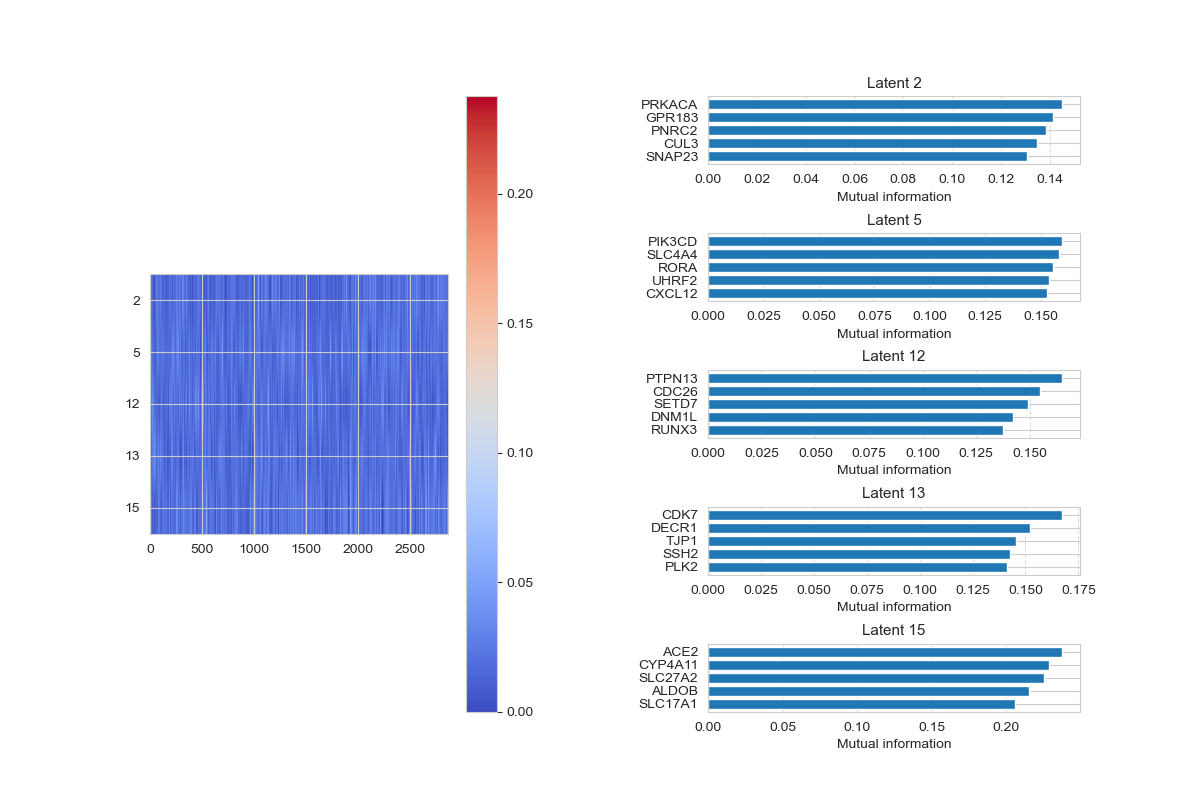 2
5
12
13
15
0 500 1000 1500 2000 2500
0.20
0.15
0.10
0.05
0.00
Latent 2
PRKACA
GPR183
PNRC2
CUL3
SNAP23
0.00 0.02 0.04 0.06 0.08 0.10 0.12 0.14
Mutual information
Latent 5
PIK3CD
SLC4A4
RORA
UHRF2
CXCL12
0.000 0.025 0.050 0.075 0.100 0.125 0.150
Mutual information
Latent 12
PTPN13
CDC26
SETD7
DNM1L
RUNX3
0.000 0.025 0.050 0.075 0.100 0.125 0.150
Mutual information
Latent 13
CDK7
DECR1
TJP1
SSH2
PLK2
0.000 0.025 0.050 0.075 0.100 0.125 0.150 0.175
Mutual information
Latent 15
ACE2
CYP4A11
SLC27A2
ALDOB
SLC17A1
0.00 0.05 0.10 0.15 0.20
Mutual information